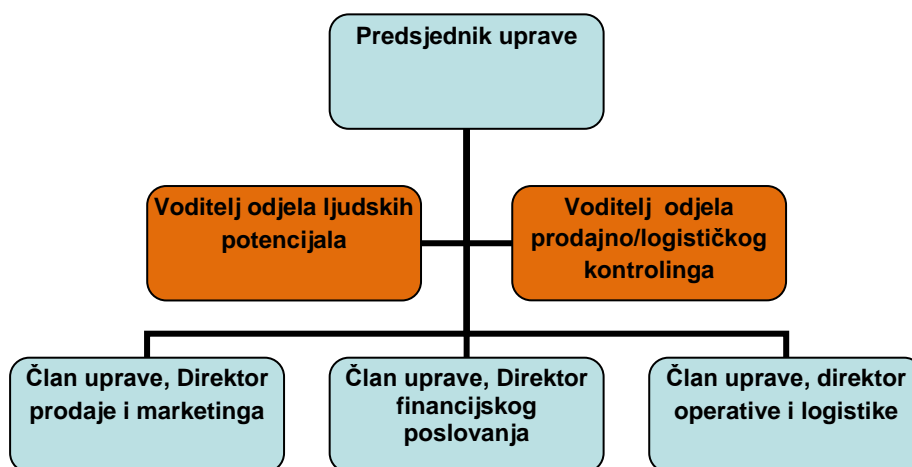 Predsjednik uprave
Voditelj odjela ljudskih
potencijala
Voditelj odjela
prodajno/logističkog
kontrolinga
Član uprave, Direktor
prodaje i marketinga
Član uprave, Direktor
financijskog
poslovanja
Član uprave, direktor
operative i logistike